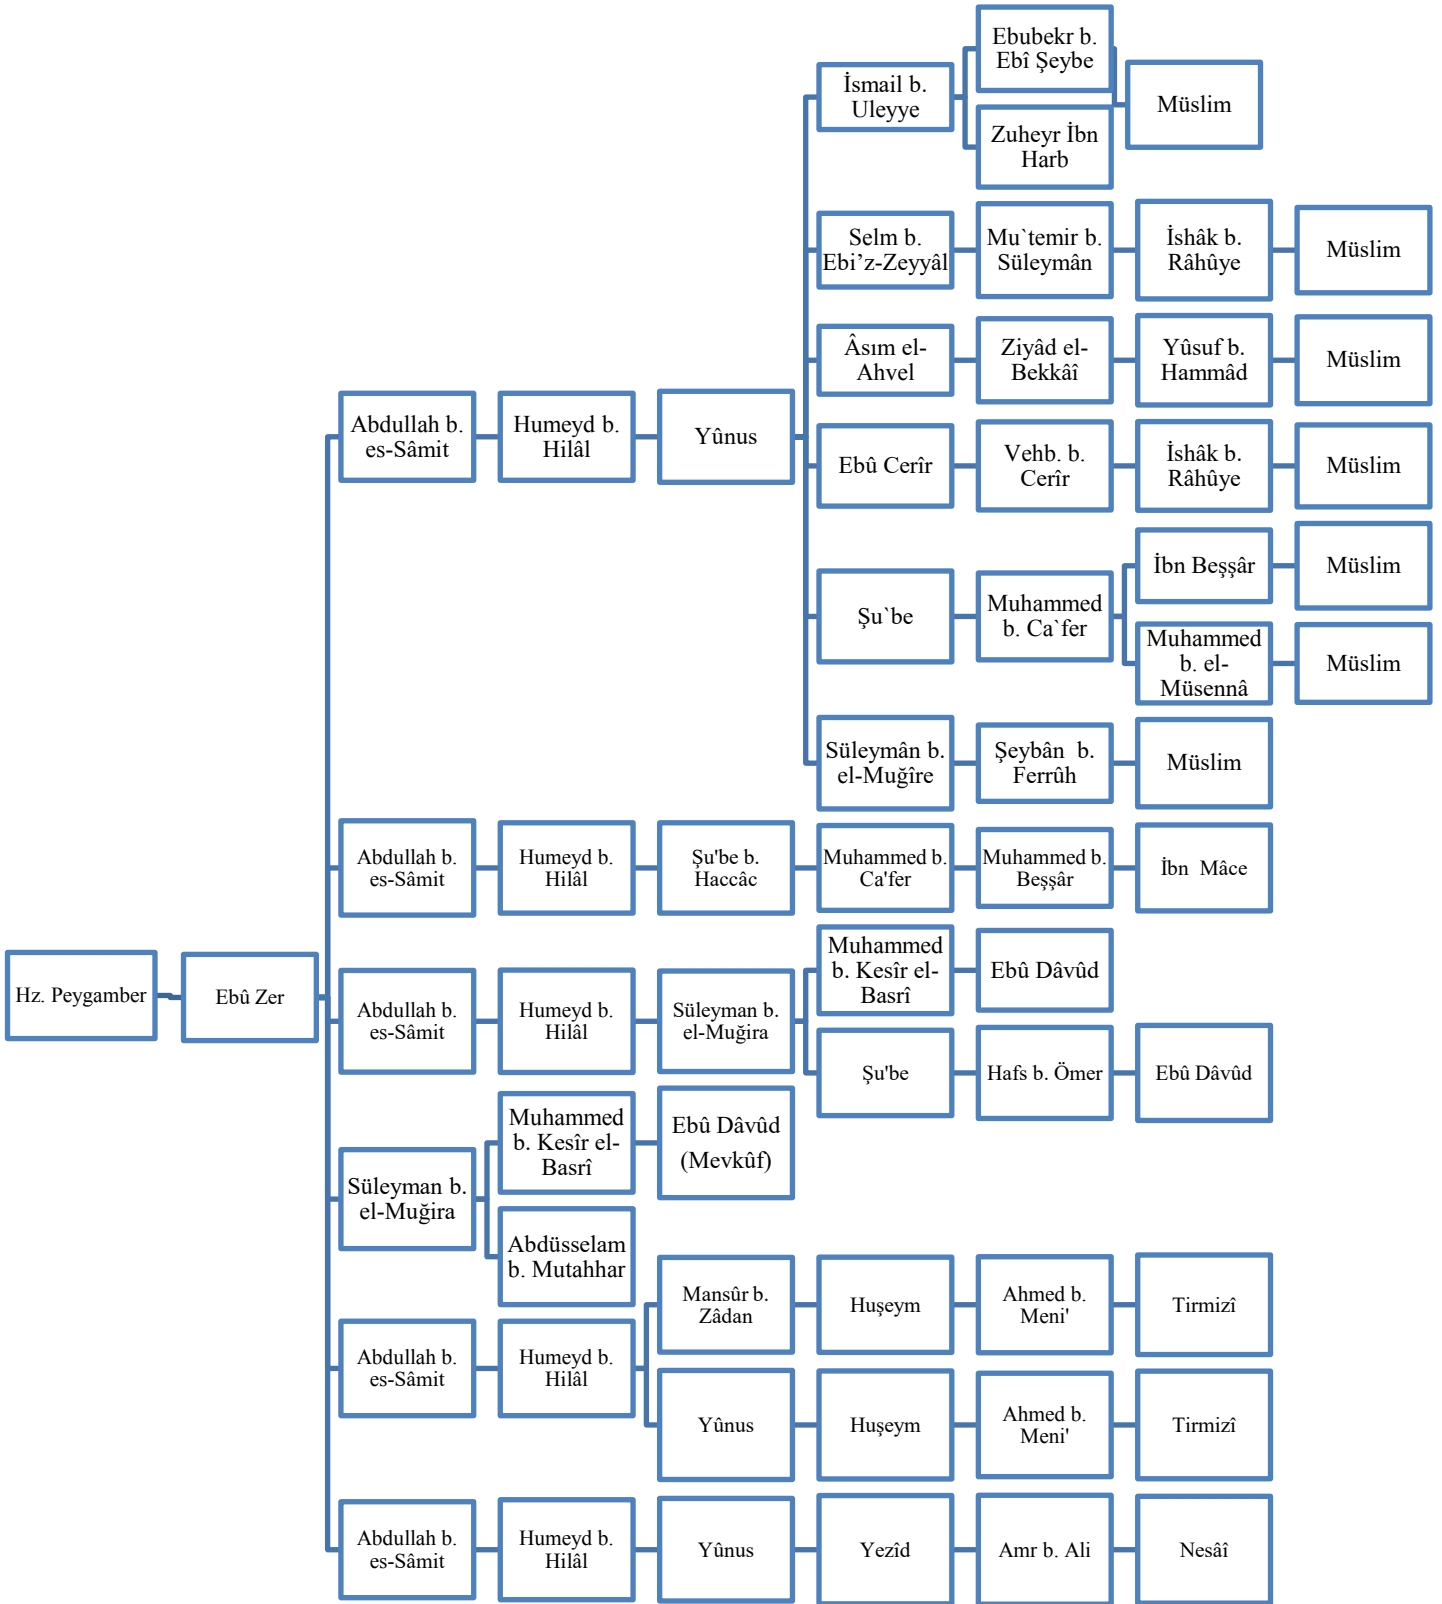 Ebubekr b.
Ebî Şeybe
İsmail b.
Uleyye
Müslim
Zuheyr İbn
Harb
Selm b.
Ebi’z-Zeyyâl
Mu`temir b.
Süleymân
İshâk b.
Râhûye
Müslim
Âsım el-
Ahvel
Ziyâd el-
Bekkâî
Yûsuf b.
Hammâd
Müslim
Abdullah b.
es-Sâmit
Humeyd b.
Hilâl
Yûnus
Ebû Cerîr
Vehb. b.
Cerîr
İshâk b.
Râhûye
Müslim
İbn Beşşâr
Müslim
Şu`be
Muhammed
b. Ca`fer
Muhammed
b. el-
Müsennâ
Müslim
Süleymân b.
el-Muğîre
Şeybân  b.
Ferrûh
Müslim
Abdullah b.
es-Sâmit
Humeyd b.
Hilâl
Şu'be b.
Haccâc
Muhammed b.
Ca'fer
Muhammed b.
Beşşâr
İbn  Mâce
Hz. Peygamber
Ebû Zer
Abdullah b.
es-Sâmit
Humeyd b.
Hilâl
Süleyman b.
el-Muğira
Muhammed
b. Kesîr el-
Basrî
Ebû Dâvûd
Şu'be
Hafs b. Ömer
Ebû Dâvûd
Süleyman b.
el-Muğira
Muhammed
b. Kesîr el-
Basrî
Ebû Dâvûd
(Mevkûf)
Abdüsselam
b. Mutahhar
Abdullah b.
es-Sâmit
Humeyd b.
Hilâl
Mansûr b.
Zâdan
Huşeym
Ahmed b.
Meni'
Tirmizî
Yûnus
Huşeym
Ahmed b.
Meni'
Tirmizî
Abdullah b.
es-Sâmit
Humeyd b.
Hilâl
Yûnus
Yezîd
Amr b. Ali
Nesâî